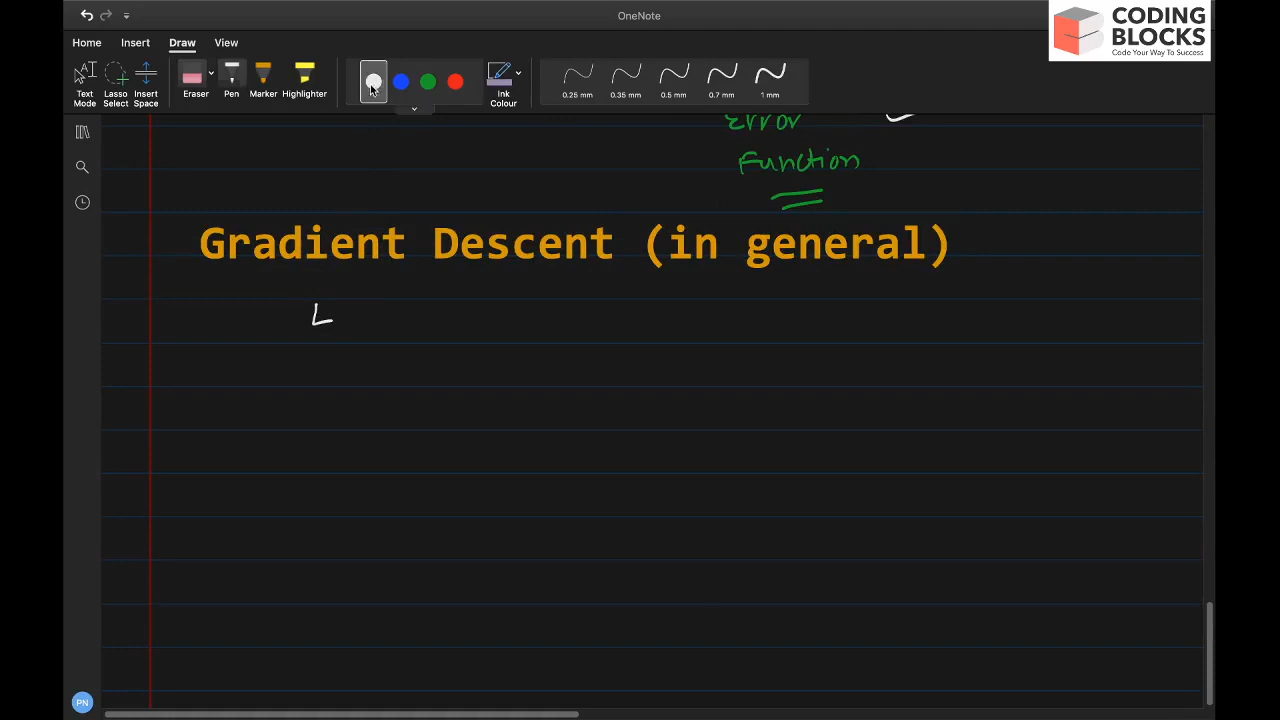 OneNote
CODING
BLOCKS
Code Your Way To Success
Home Insert Draw View
Text Mode Lasso Select Insert Space Eraser Pen Marker Highlighter Ink Colour 0.25 mm 0.35 mm 0.5 mm 0.7 mm 1 mm
Error
Function
Gradient Descent (in general)
L
PN